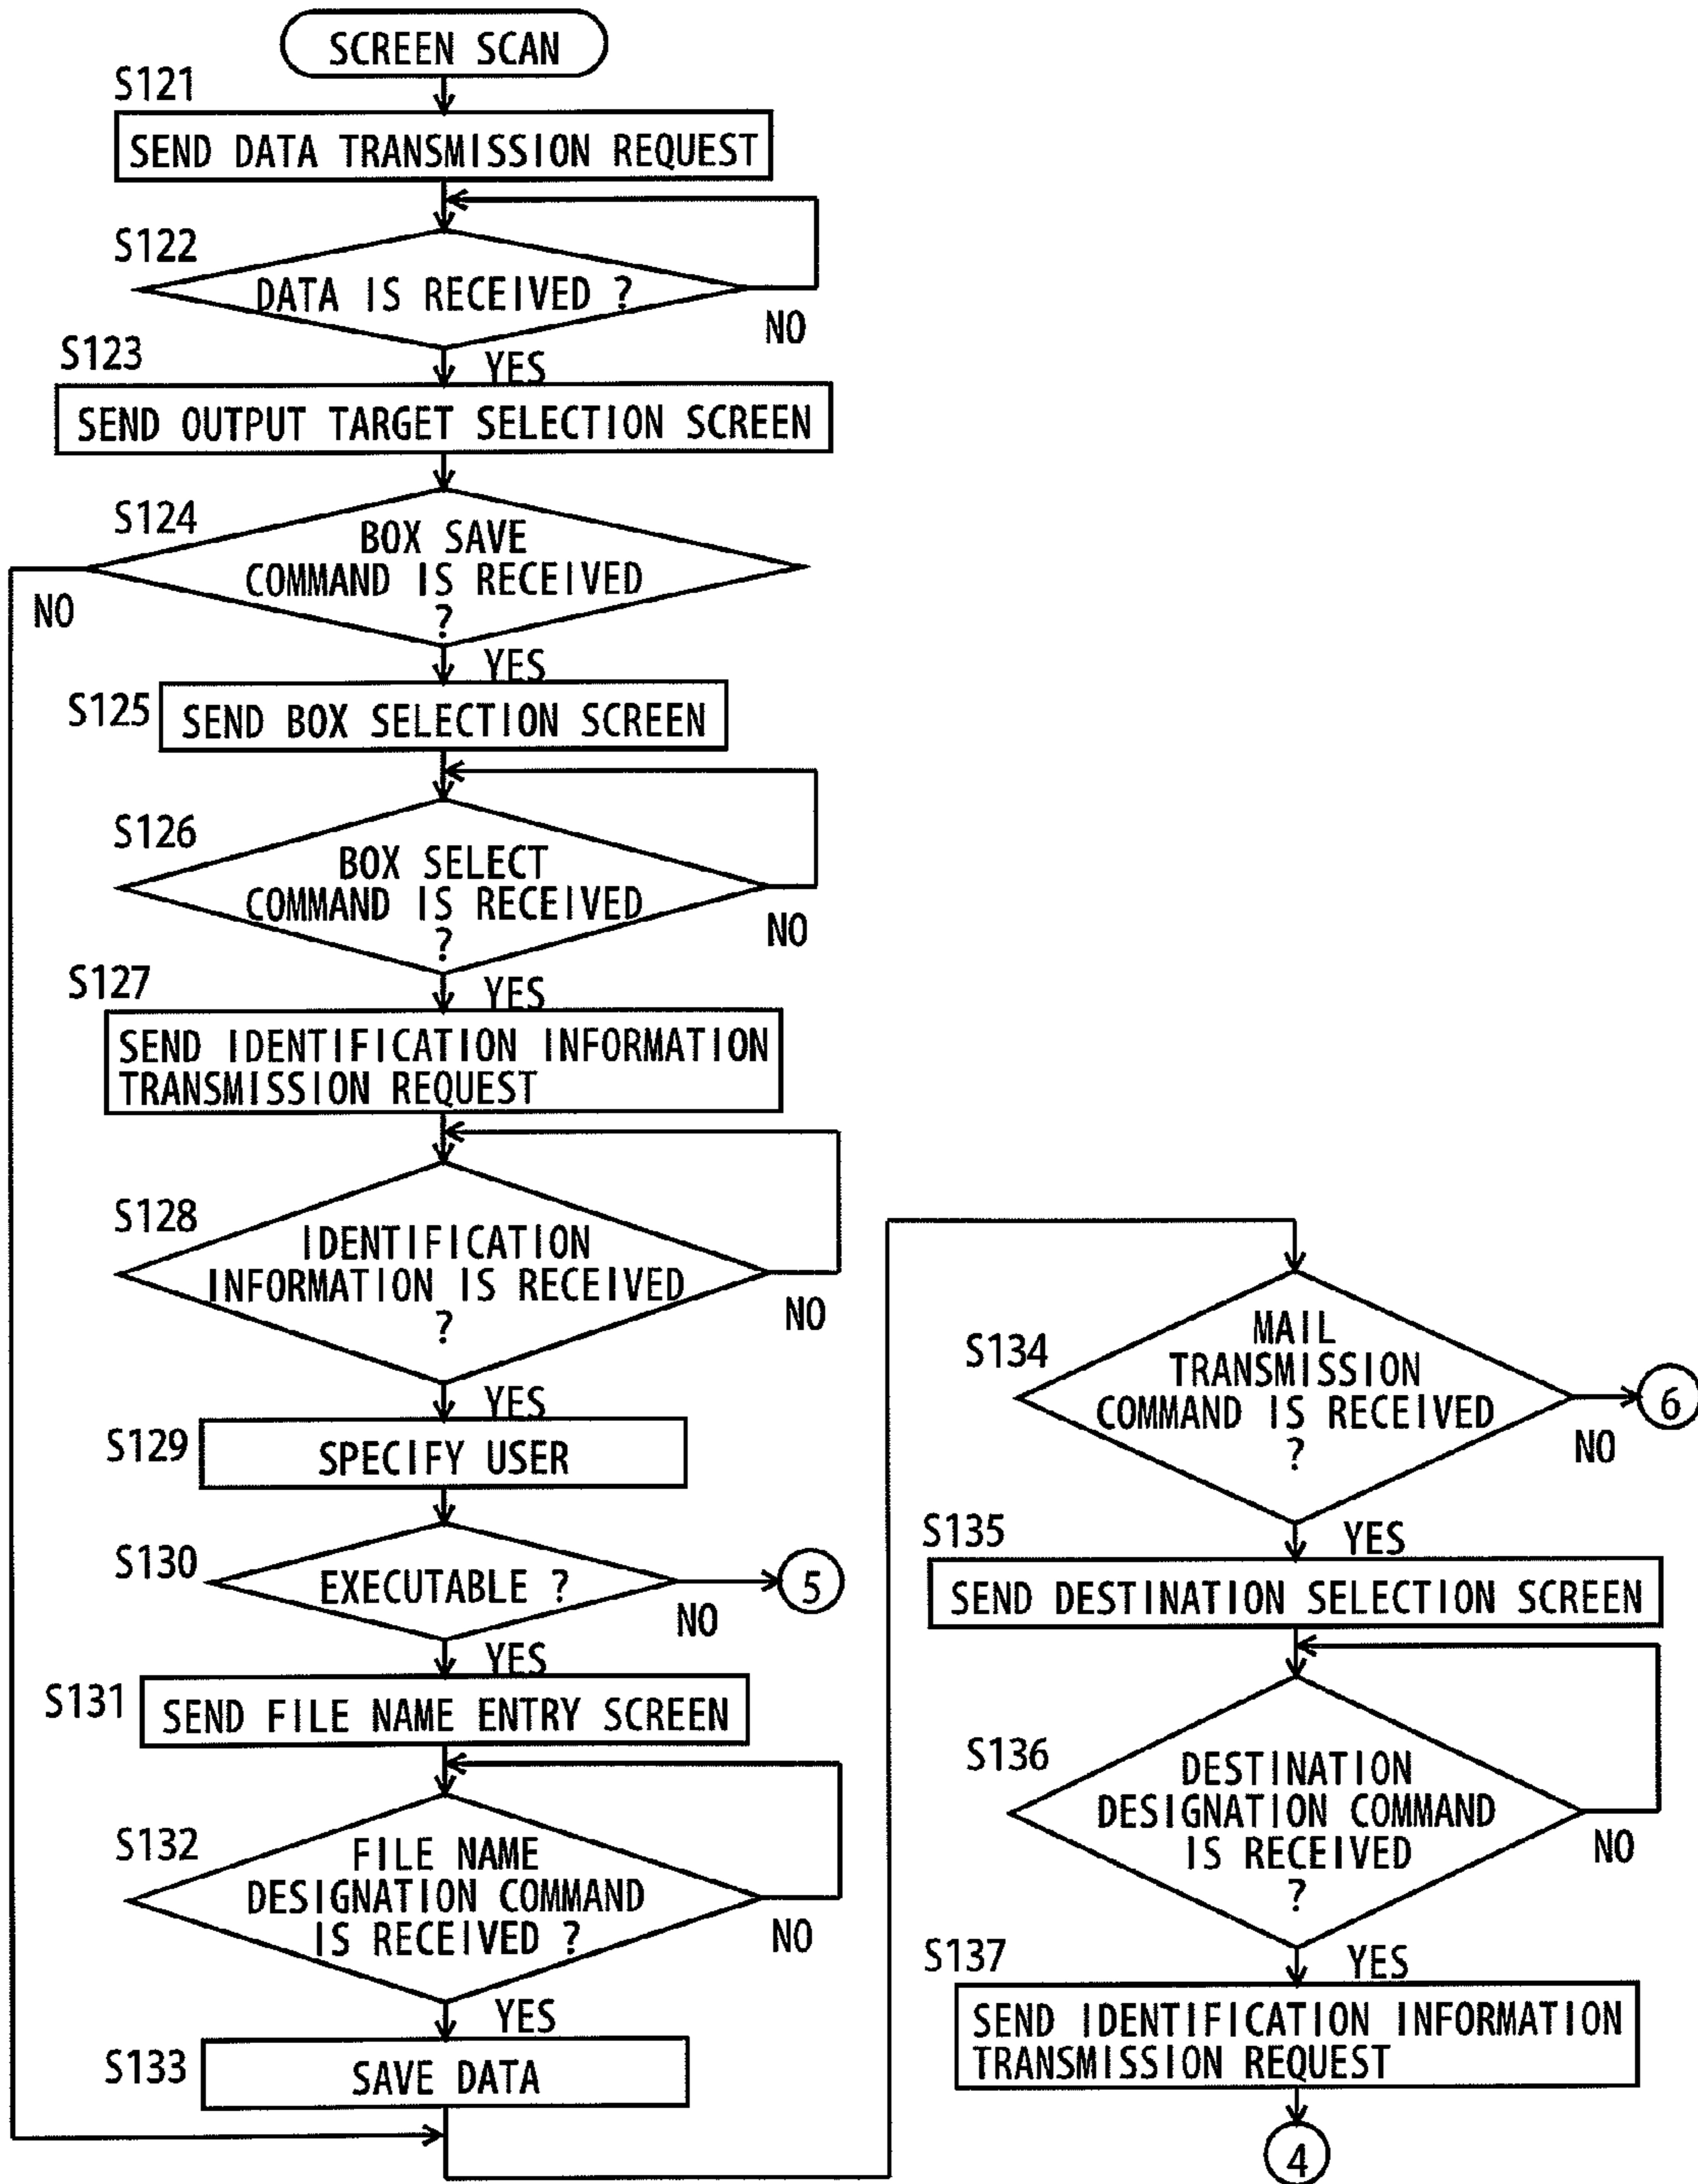 SCREEN SCAN
S121
SEND DATA TRANSMISSION REQUEST
S122
DATA IS RECEIVED ?
NO
S123
YES
SEND OUTPUT TARGET SELECTION SCREEN
S124
BOX SAVE
COMMAND IS RECEIVED
?
NO
YES
S125
SEND BOX SELECTION SCREEN
S126
BOX SELECT
COMMAND IS RECEIVED
?
NO
S127
YES
SEND IDENTIFICATION INFORMATION
TRANSMISSION REQUEST
S128
IDENTIFICATION
INFORMATION IS RECEIVED
?
NO
YES
S129
SPECIFY USER
S130
EXECUTABLE ?
NO
5
YES
S131
SEND FILE NAME ENTRY SCREEN
S132
FILE NAME
DESIGNATION COMMAND
IS RECEIVED ?
NO
YES
S133
SAVE DATA
S134
MAIL
TRANSMISSION
COMMAND IS RECEIVED
?
NO
6
S135
YES
SEND DESTINATION SELECTION SCREEN
S136
DESTINATION
DESIGNATION COMMAND
IS RECEIVED
?
NO
S137
YES
SEND IDENTIFICATION INFORMATION
TRANSMISSION REQUEST
4